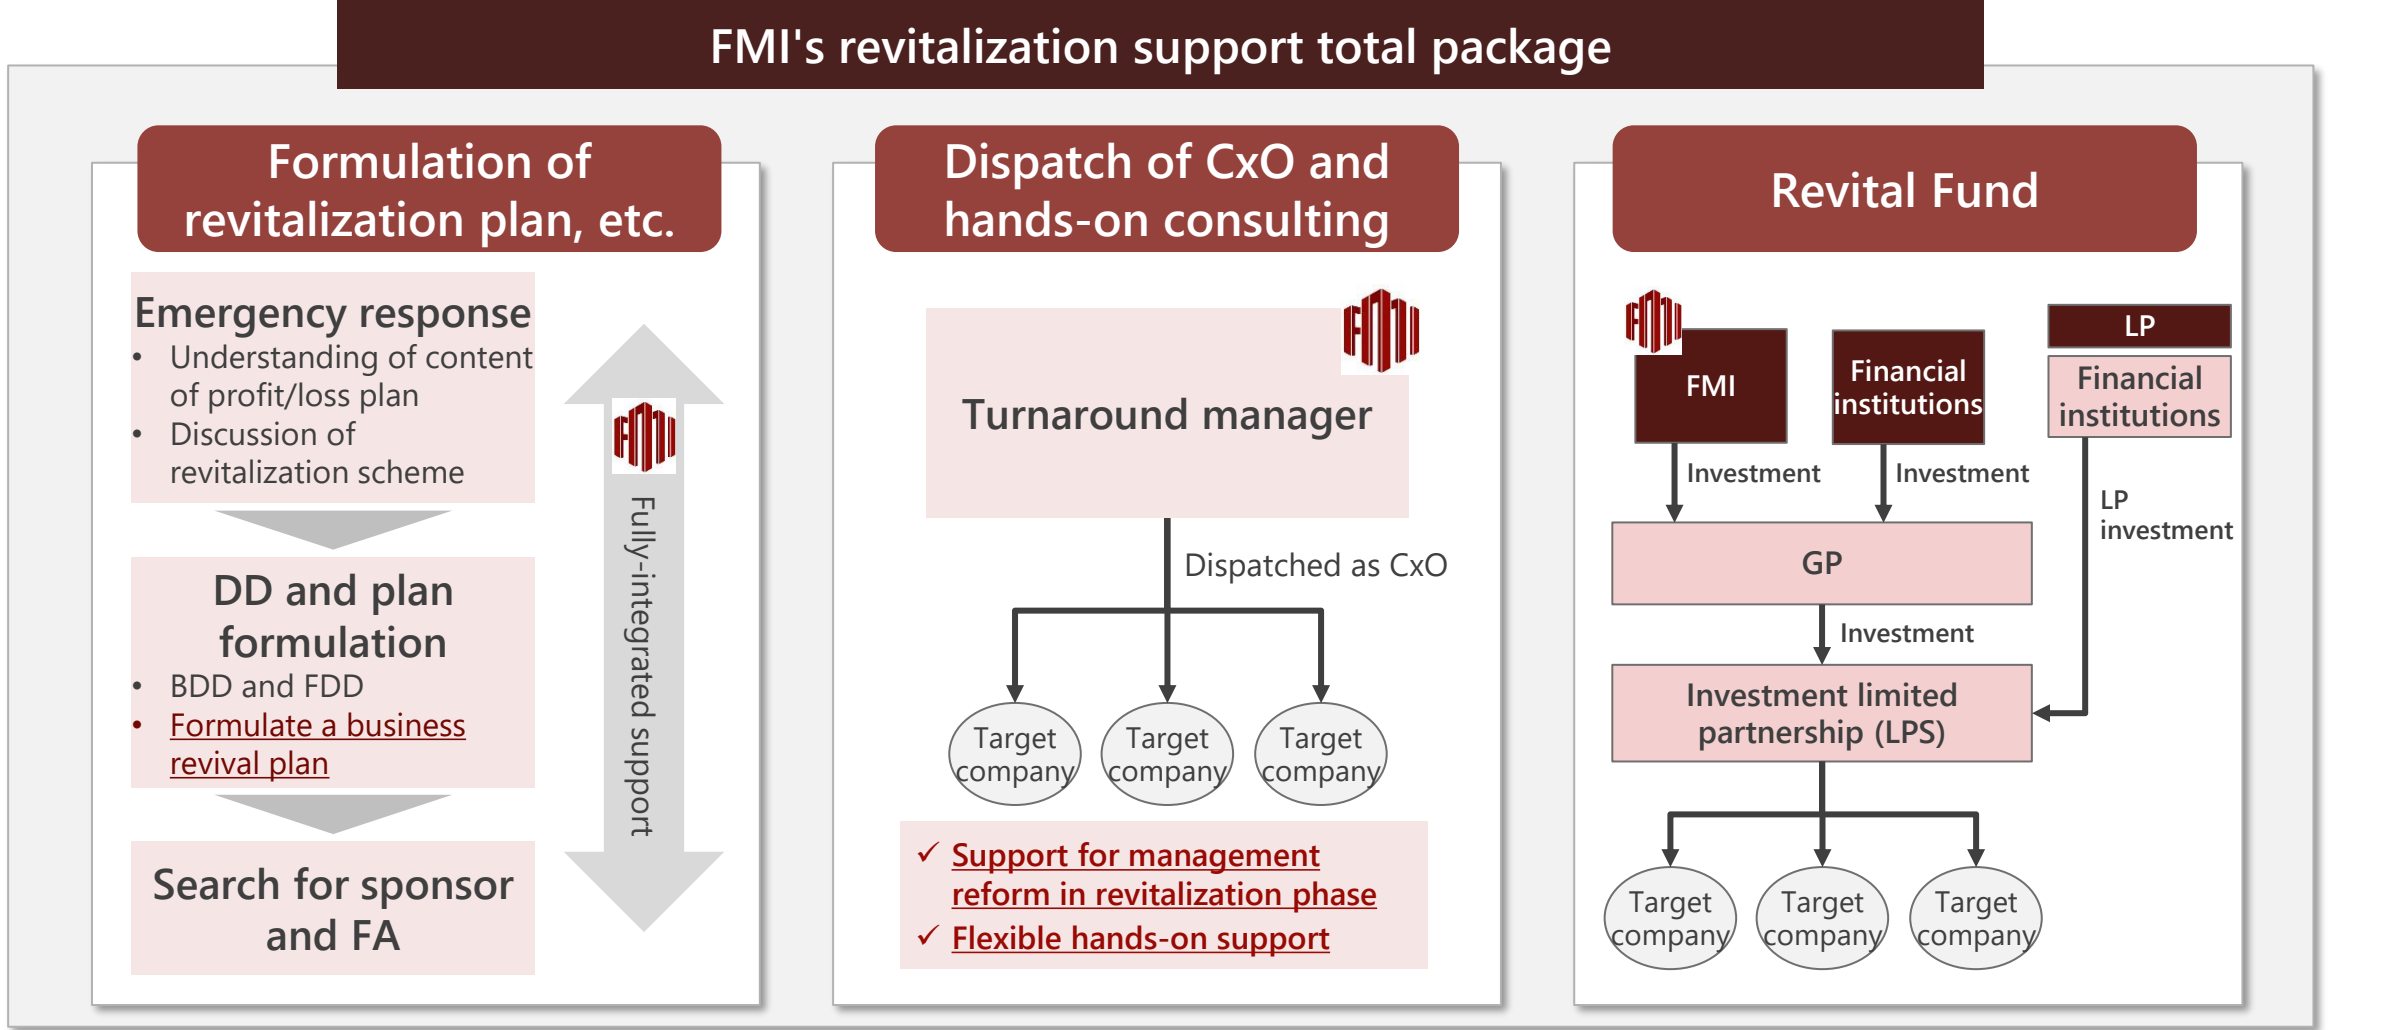 FMI's revitalization support total package
Formulation of
revitalization plan, etc.
Emergency response
• Understanding of content
of profit/loss plan
• Discussion of
revitalization scheme
DD and plan
formulation
• BDD and FDD
• Formulate a business
revival plan
Search for sponsor
and FA
FMI
Fully-integrated support
Dispatch of CxO and
hands-on consulting
FMI
Turnaround manager
Dispatched as CxO
Target
company
Target
company
Target
company
✓ Support for management
reform in revitalization phase
✓ Flexible hands-on support
Revital Fund
FMI
FMI
Financial
institutions
LP
Financial
institutions
Investment
Investment
LP
investment
GP
Investment
Investment limited
partnership (LPS)
Target
company
Target
company
Target
company